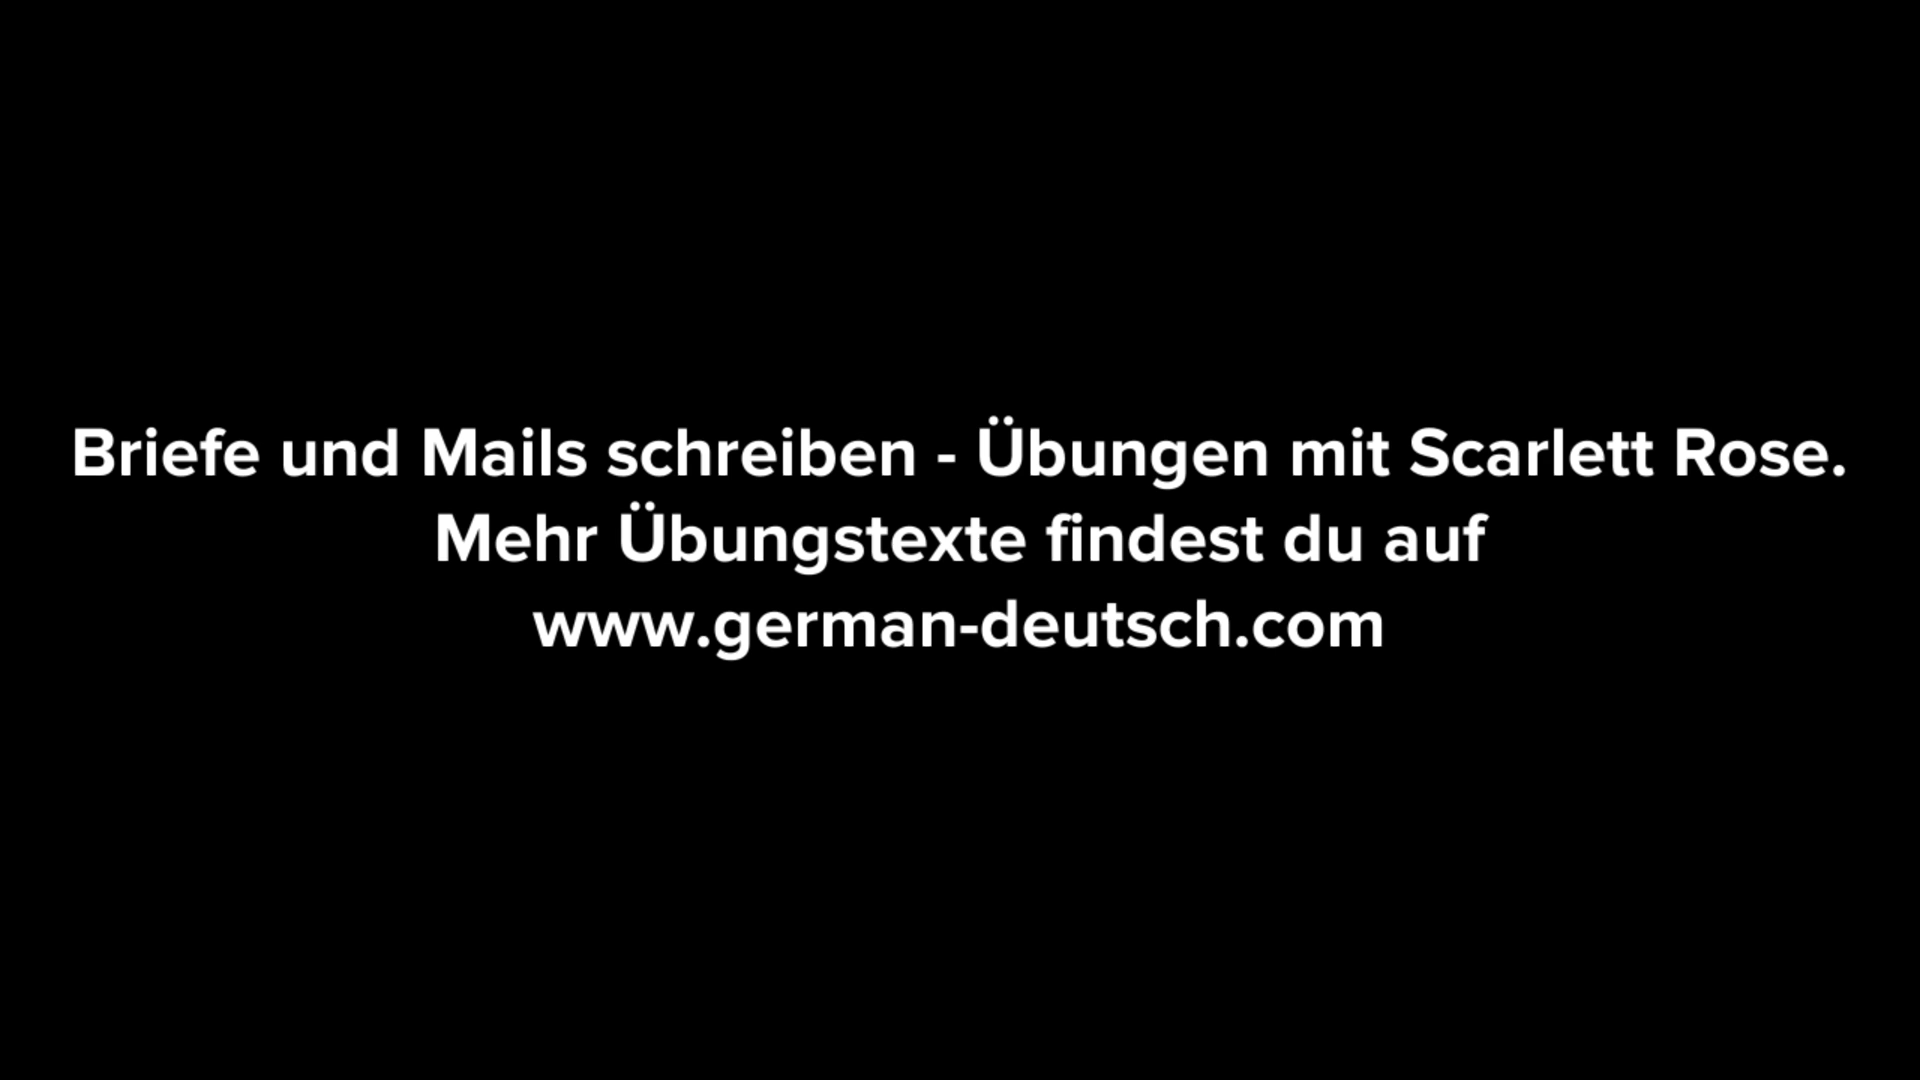 Briefe und Mails schreiben - Übungen mit Scarlett Rose.
Mehr Übungstexte findest du auf
www.german-deutsch.com